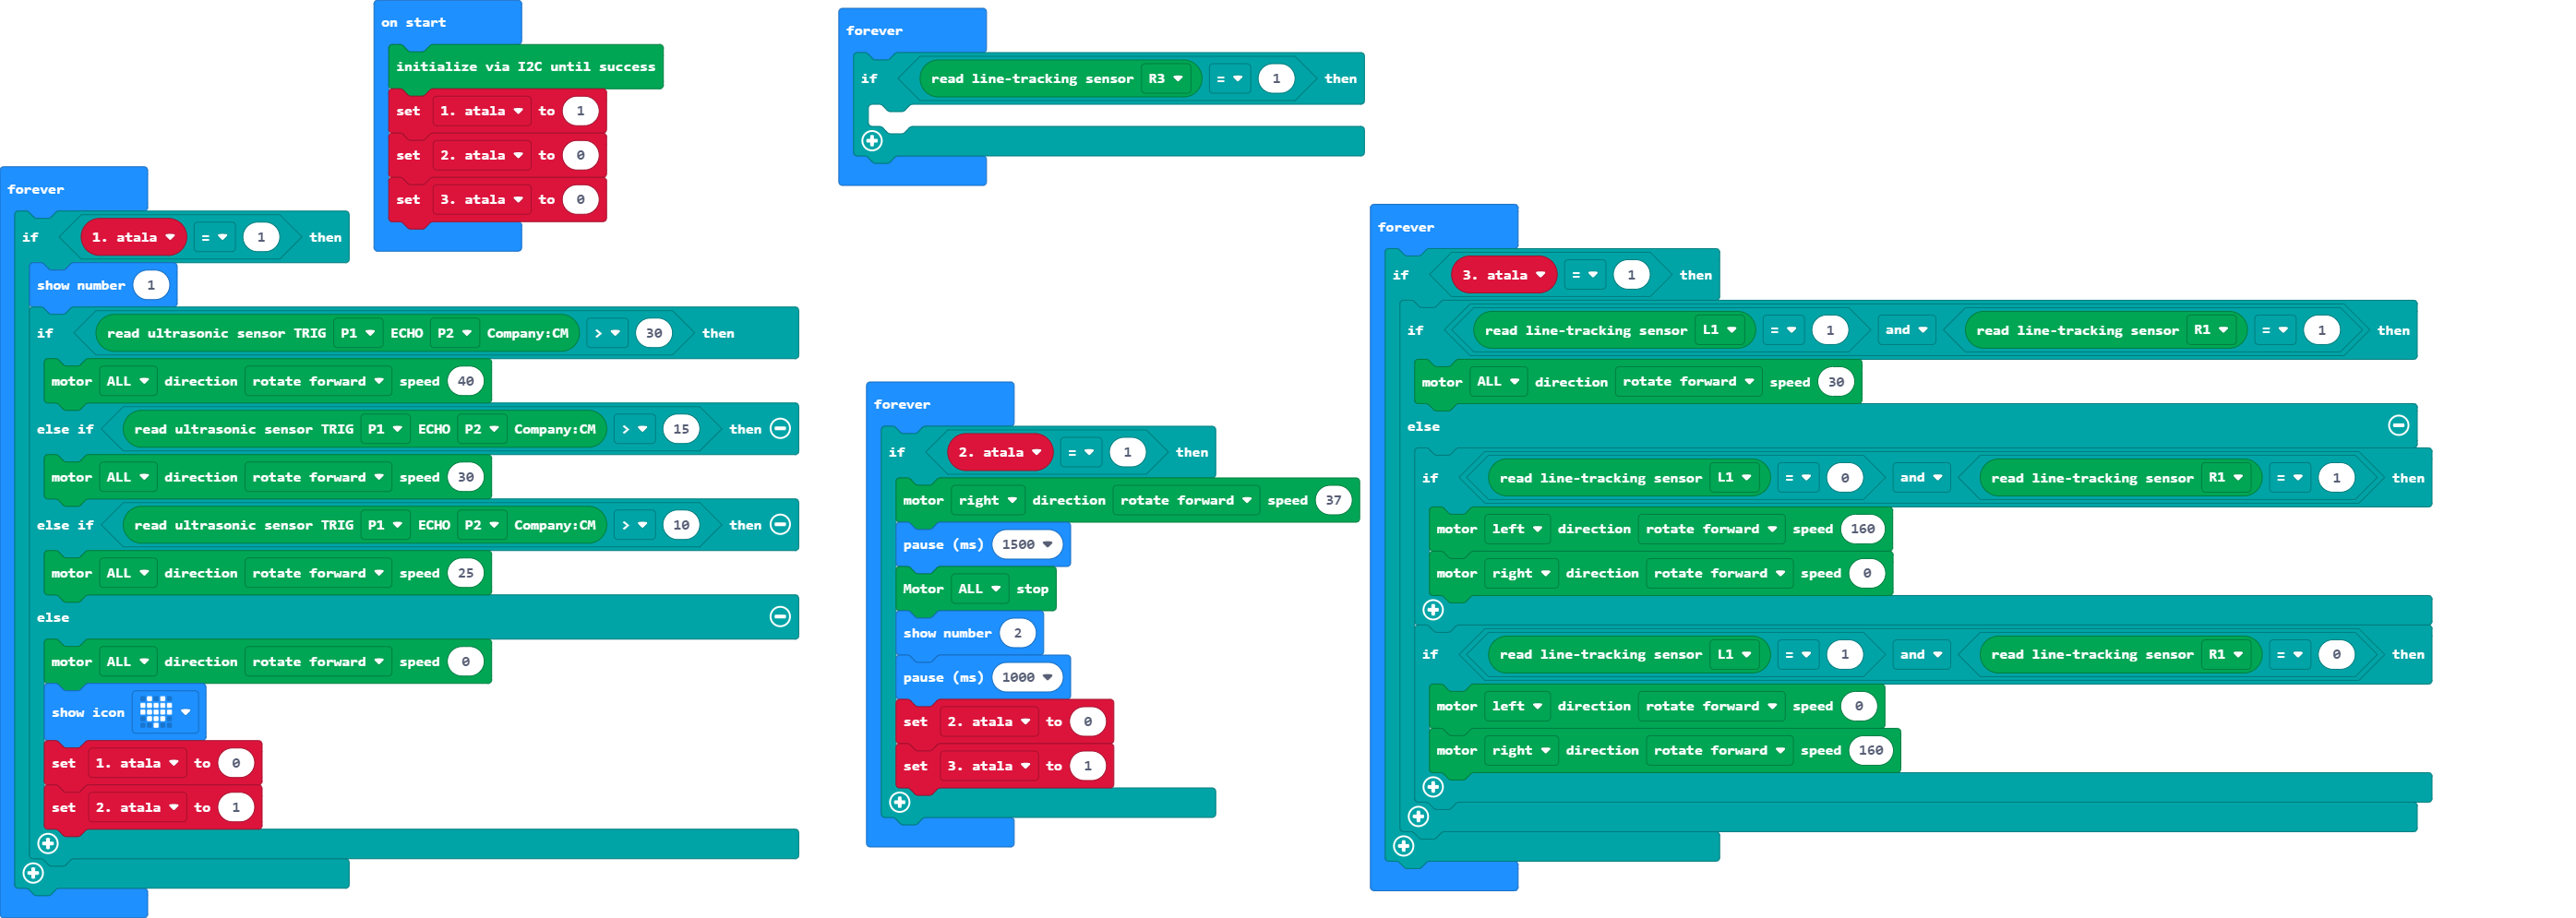 on start
initialize via I2C until success
set 1. atala to 1
set 2. atala to 0
set 3. atala to 0
forever
if read line-tracking sensor R3 = 1 then
forever
if 1. atala = 1 then
show number 1
if read ultrasonic sensor TRIG P1 ECHO P2 Company:CM > 30 then
motor ALL direction rotate forward speed 40
else if read ultrasonic sensor TRIG P1 ECHO P2 Company:CM > 15 then
motor ALL direction rotate forward speed 30
else if read ultrasonic sensor TRIG P1 ECHO P2 Company:CM > 10 then
motor ALL direction rotate forward speed 25
else
motor ALL direction rotate forward speed 0
show icon
set 1. atala to 0
set 2. atala to 1
forever
if 2. atala = 1 then
motor right direction rotate forward speed 37
pause (ms) 1500
Motor ALL stop
show number 2
pause (ms) 1000
set 2. atala to 0
set 3. atala to 1
forever
if 3. atala = 1 then
if read line-tracking sensor L1 = 1 and read line-tracking sensor R1 = 1 then
motor ALL direction rotate forward speed 30
else
if read line-tracking sensor L1 = 0 and read line-tracking sensor R1 = 1 then
motor left direction rotate forward speed 160
motor right direction rotate forward speed 0
if read line-tracking sensor L1 = 1 and read line-tracking sensor R1 = 0 then
motor left direction rotate forward speed 0
motor right direction rotate forward speed 160